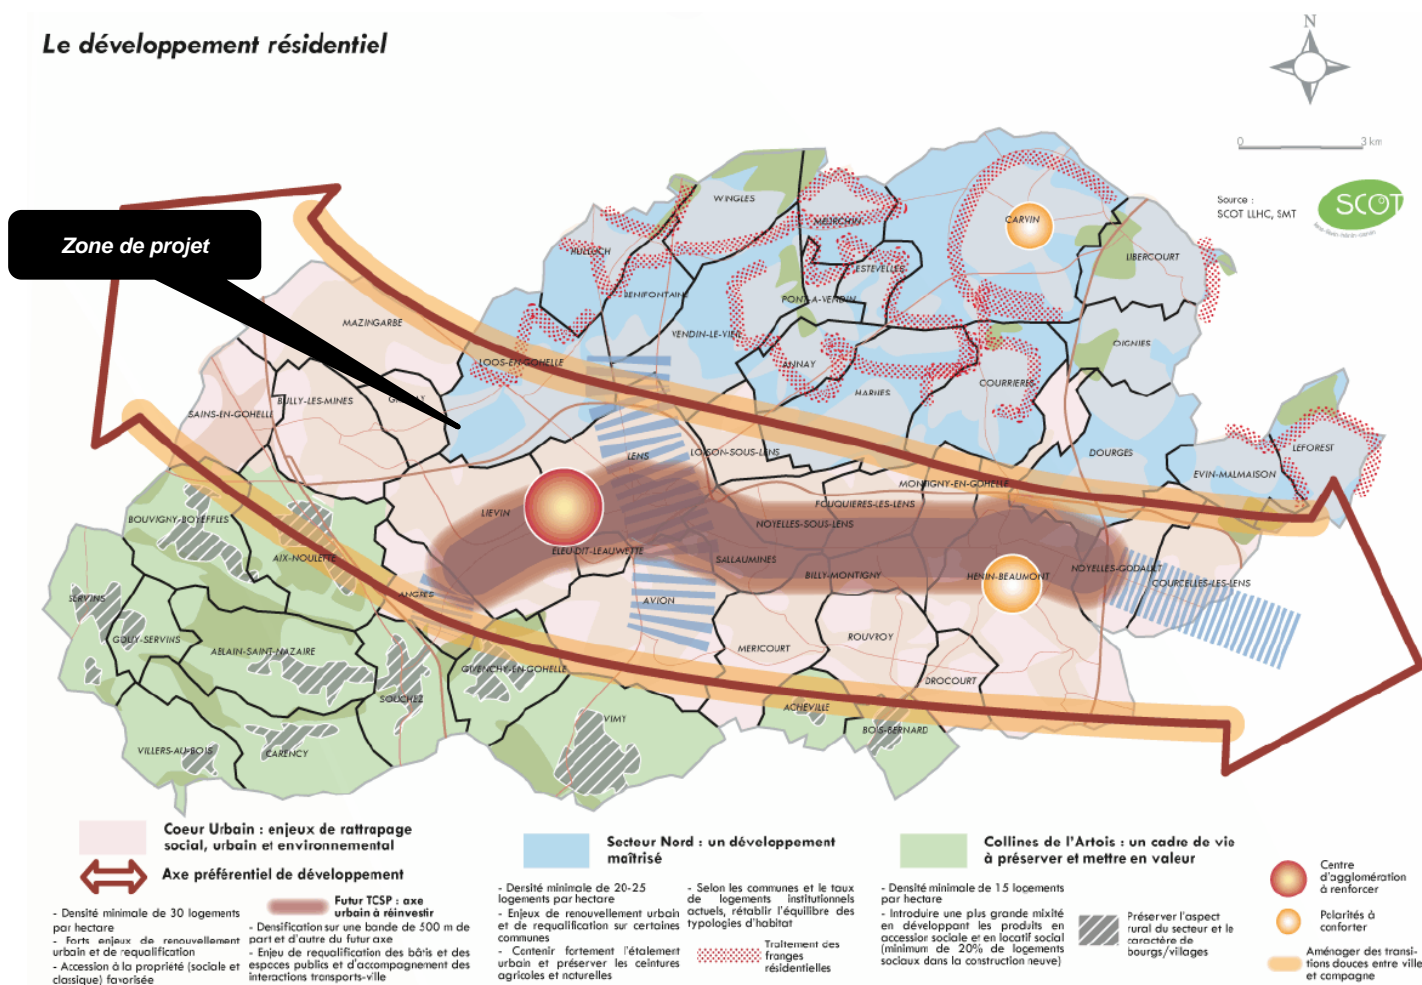 Le développement résidentiel
N
0 3 km
Source :
SCOT LLHC, SMT
SCOT
Zone de projet
WINGLES
MEURCHIN
CARVIN
HULLUCH
LIBERCOURT
ESTEVELLES
BENIFONTAINE
PONT-A-VENDIN
MAZINGARBE
VENDIN-LE-VIEIL
OIGNIES
LOOS-EN-GOHELLE
ANNAY
COURRIERES
HARNES
BULLY-LES-MINES
SAINS-EN-GOHELLE
LEFOREST
LENS
LOISON-SOUS-LENS
DOURGES
EVIN-MALMAISON
MONTIGNY-EN-GOHELLE
FOUQUIERES-LES-LENS
LIEVIN
BOUVIGNY-BOYEFFLES
NOYELLES-SOUS-LENS
AIX-NOULETTE
ELEU-DIT-LEAUWETTE
SALLAUMINES
BILLY-MONTIGNY
HENIN-BEAUMONT
NOYELLES-GODAULT
COURCELLES-LES-LENS
SERVINS
ANGRES
AVION
GOUY-SERVINS
ROUVROY
ABLAIN-SAINT-NAZAIRE
MERICOURT
GIVENCHY-EN-GOHELLE
DROCOURT
SOUCHEZ
ACHEVILLE
VIMY
BOIS-BERNARD
VILLERS-AU-BOIS
CARENCY
Coeur Urbain : enjeux de rattrapage
social, urbain et environnemental
Axe préférentiel de développement
- Densité minimale de 30 logements
par hectare
- Forts enjeux de renouvellement
urbain et de requalification
- Accession à la propriété (sociale et
classique) favorisée
Futur TCSP : axe
urbain à réinvestir
- Densification sur une bande de 500 m de
part et d'autre du futur axe
- Enjeu de requalification des bâtis et des
espaces publics et d'accompagnement des
interactions transports-ville
Secteur Nord : un développement
maîtrisé
- Densité minimale de 20-25
logements par hectare
- Enjeux de renouvellement urbain
et de requalification sur certaines
communes
- Contenir fortement l'étalement
urbain et préserver les ceintures
agricoles et naturelles
- Selon les communes et le taux
de logements institutionnels
actuels, rétablir l'équilibre des
typologies d'habitat
Traitement des
franges
résidentielles
Collines de l'Artois : un cadre de vie
à préserver et mettre en valeur
- Densité minimale de 15 logements
par hectare
- Introduire une plus grande mixité
en développant les produits en
accession sociale et en locatif social
(minimum de 20% de logements
sociaux dans la construction neuve)
Préserver l'aspect
rural du secteur et le
caractère de
bourgs/villages
Centre
d'agglomération
à renforcer
Polarités à
conforter
Aménager des transi-
tions douces entre ville
et campagne